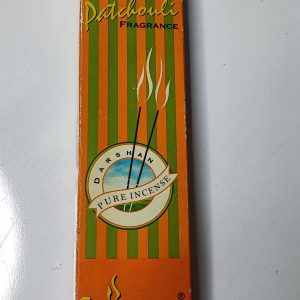 Patchouli
FRAGRANCE
DARSHAN
PURE INCENSE
®